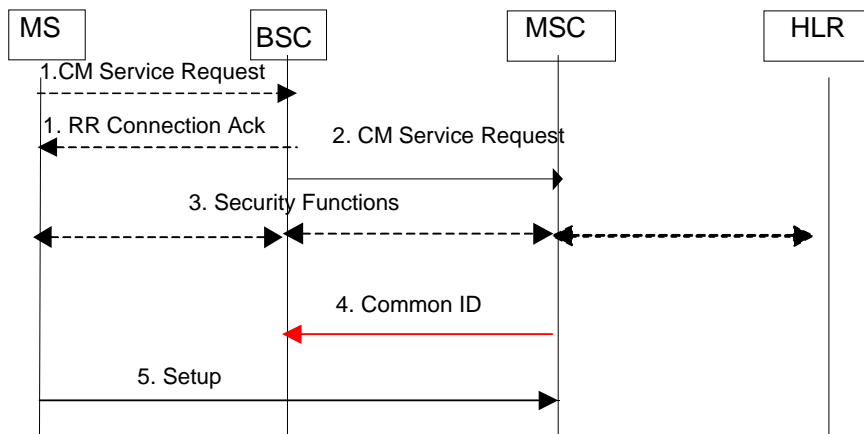 MS
BSC
MSC
HLR
1.CM Service Request
1. RR Connection Ack
2. CM Service Request
3. Security Functions
4. Common ID
5. Setup